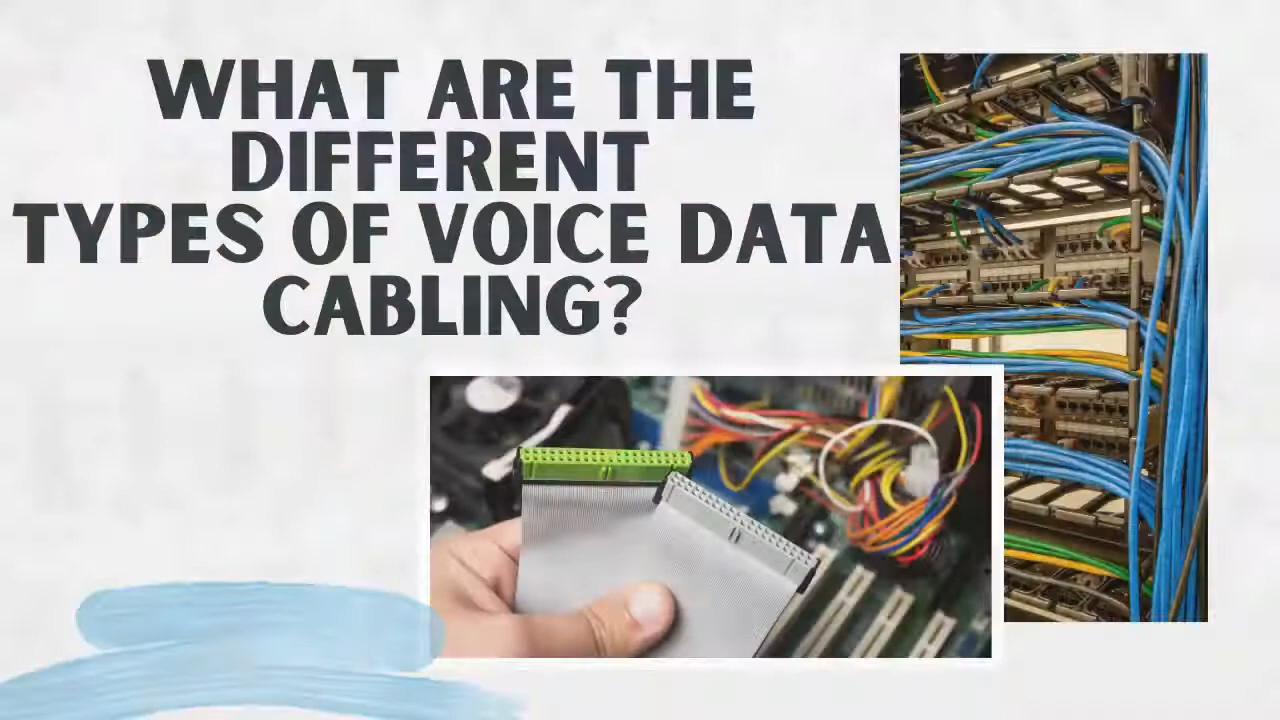 WHAT ARE THE
DIFFERENT
TYPES OF VOICE DATA
CABLING?